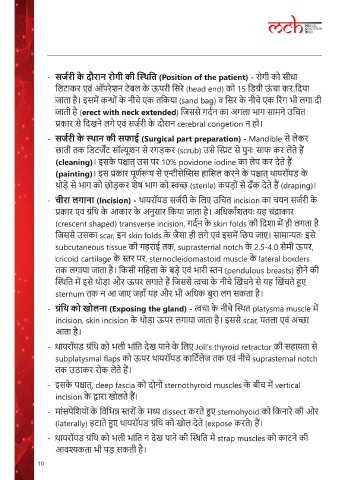 mch
- सर्जरी के दौरान रोगी की स्थिति (Position of the patient) - रोगी को सीधा
लिटाकर एवं ऑपरेशन टेबल के ऊपरी सिरे (head end) को 15 डिग्री ऊंचा कर दिया
जाता है। इसमें कन्धों के नीचे एक तकिया (sand bag) व सिर के नीचे एक रिंग भी लगा दी
जाती है (erect with neck extended) जिससे गर्दन का अगला भाग सामने उचित
प्रकार से दिखने लगे एवं सर्जरी के दौरान cerebral congetion न हो।
- सर्जरी के स्थान की सफाई (Surgical part preparation) - Mandible से लेकर
छाती तक डिटर्जेंट सॉल्यूशन से रगड़कर (scrub) उसे स्प्रिट से पुनः साफ कर लेते हैं
(cleaning)। इसके पश्चात् उस पर 10% povidone iodine का लेप कर देते हैं
(painting)। इस प्रकार पूर्णरूप से एन्टीसेप्सिस हासिल करने के पश्चात् थायरॉयड के
थोड़े से भाग को छोड़कर शेष भाग को स्वच्छ (sterile) कपड़ों से ढँक देते हैं (draping)।
- चीरा लगाना (Incision) - थायरॉयड सर्जरी के लिए उचित incision का चयन सर्जरी के
प्रकार एवं ग्रंथि के आकार के अनुसार किया जाता है। अधिकाँशतयः यह चंद्राकार
(crescent shaped) transverse incision, गर्दन के skin folds की दिशा में ही लगता है
जिससे उसका scar, इन skin folds के जैसा ही लगे एवं इसमें छिप जाए। सामान्यतः इसे
subcutaneous tissue की गहराई तक, suprasternal notch के 2.5-4.0 सेमी ऊपर,
cricoid cartilage के स्तर पर, sternocleidomastoid muscle के lateral borders
तक लगाया जाता है। किसी महिला के बड़े एवं भारी स्तन (pendulous breasts) होने की
स्थिति में इसे थोड़ा और ऊपर लगाते हैं जिससे त्वचा के नीचे खिंचने से यह खिंचते हुए
sternum तक न आ जाए जहाँ यह और भी अधिक बुरा लग सकता है।
- ग्रंथि को खोलना (Exposing the gland) - त्वचा के नीचे स्थित platysma muscle में
incision, skin incision के थोड़ा ऊपर लगाया जाता है। इससे scar, पतला एवं अच्छा
आता है।
- थायरॉयड ग्रंथि को भली भांति देख पाने के लिए Joll's thyroid retractor की सहायता से
subplatysmal flaps को ऊपर थायरॉयड कार्टिलेज तक एवं नीचे suprasternal notch
तक उठाकर रोक लेते हैं।
- इसके पश्चात्, deep fascia को दोनों sternothyroid muscles के बीच में vertical
incision के द्वारा खोलते हैं।
- मांसपेशियों के विभिन्न स्तरों के मध्य dissect करते हुए sternohyoid को किनारे की ओर
(laterally) हटाते हुए थायरॉयड ग्रंथि को खोल देते (expose करते) हैं।
- थायरॉयड ग्रंथि को भली भांति न देख पाने की स्थिति में strap muscles को काटने की
आवश्यकता भी पड़ सकती है।
10